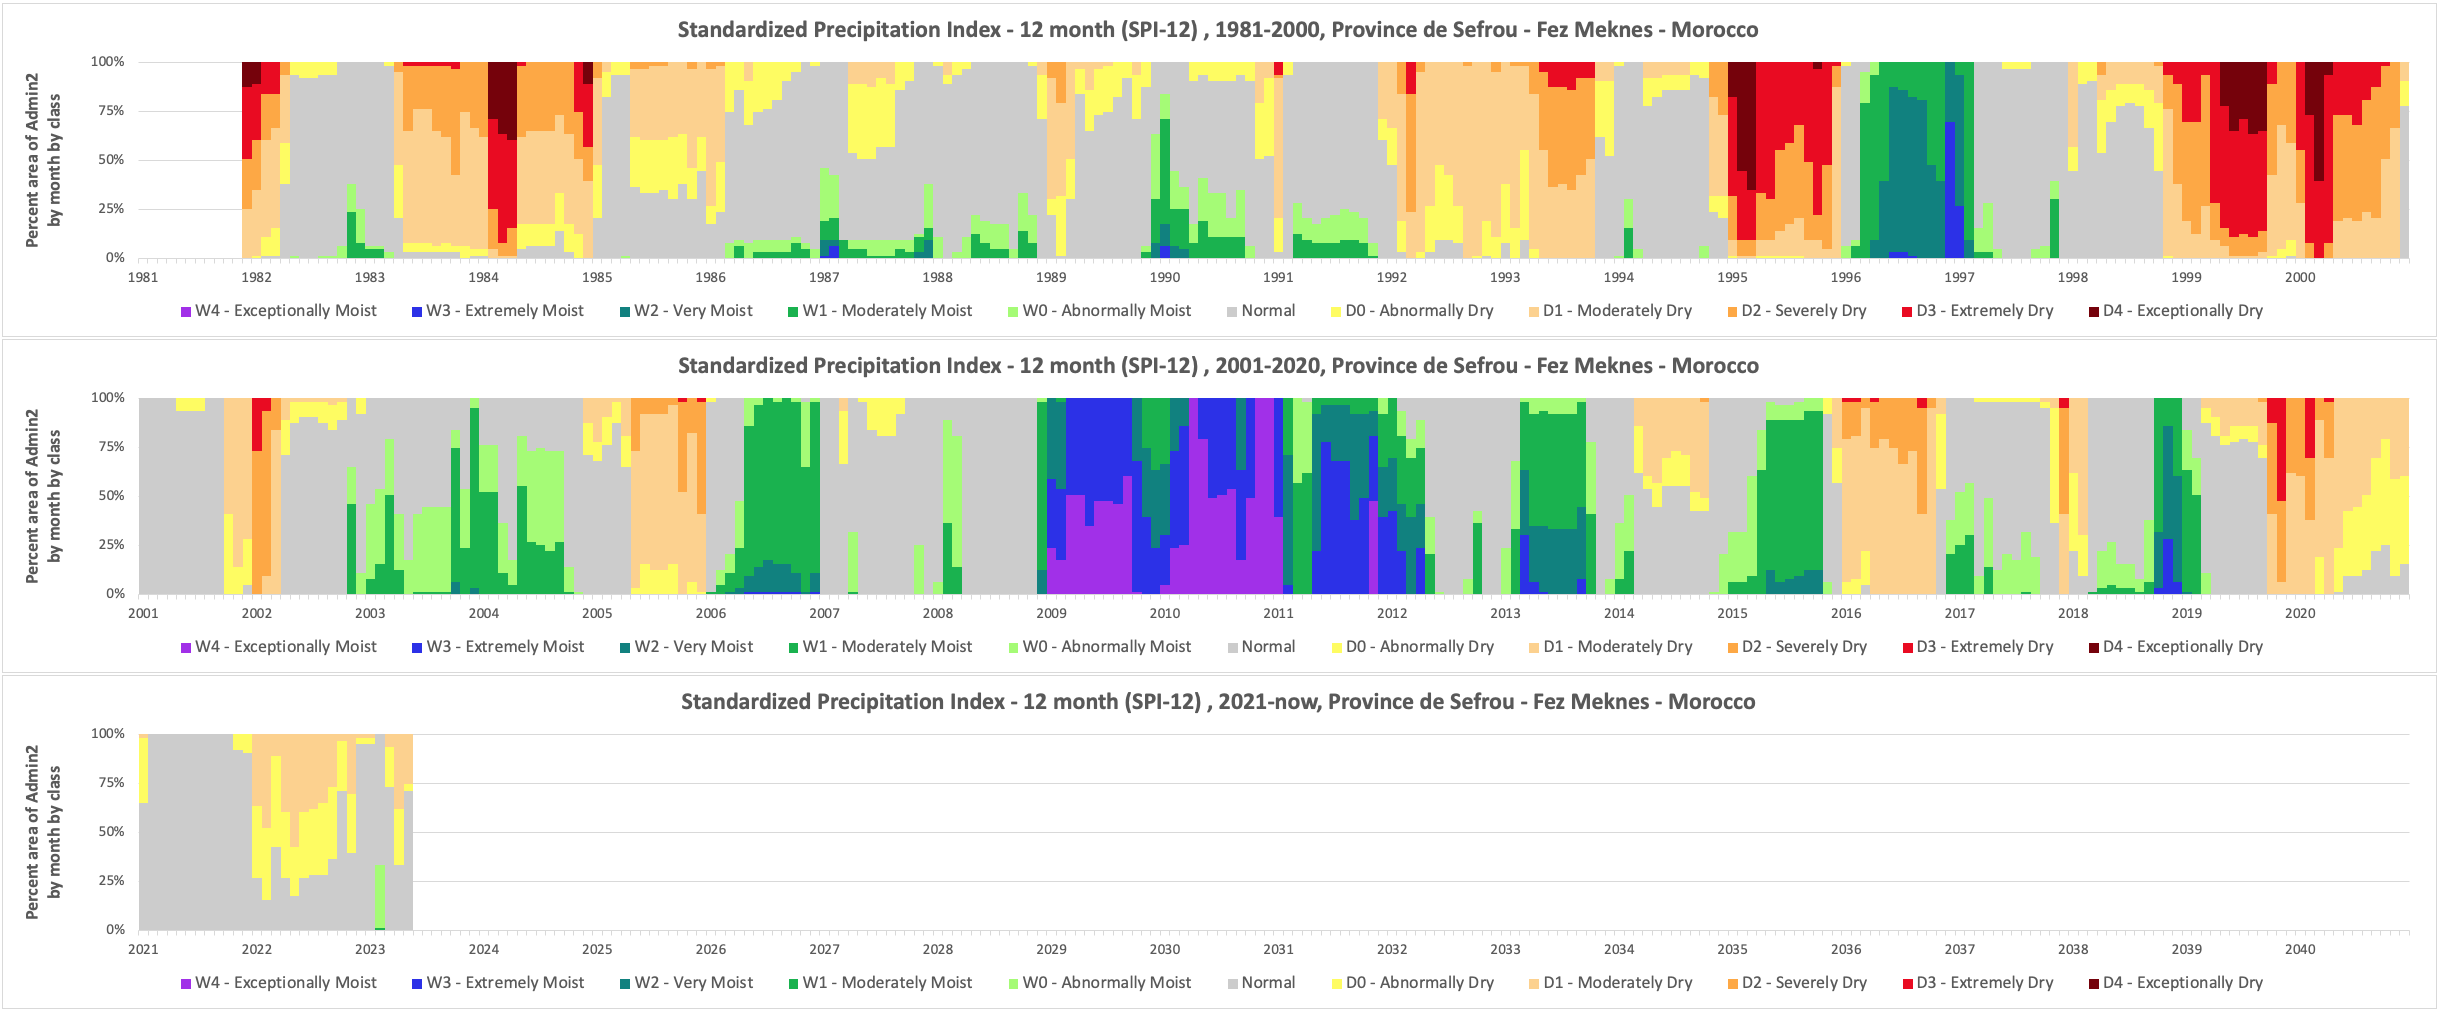 Standardized Precipitation Index - 12 month (SPI-12) , 1981-2000, Province de Sefrou - Fez Meknes - Morocco
Percent area of Admin2
by month by class
100%
75%
50%
25%
0%
1981 1982 1983 1984 1985 1986 1987 1988 1989 1990 1991 1992 1993 1994 1995 1996 1997 1998 1999 2000
W4 - Exceptionally Moist W3 - Extremely Moist W2 - Very Moist W1 - Moderately Moist W0 - Abnormally Moist Normal D0 - Abnormally Dry D1 - Moderately Dry D2 - Severely Dry D3 - Extremely Dry D4 - Exceptionally Dry
Standardized Precipitation Index - 12 month (SPI-12) , 2001-2020, Province de Sefrou - Fez Meknes - Morocco
Percent area of Admin2
by month by class
100%
75%
50%
25%
0%
2001 2002 2003 2004 2005 2006 2007 2008 2009 2010 2011 2012 2013 2014 2015 2016 2017 2018 2019 2020
W4 - Exceptionally Moist W3 - Extremely Moist W2 - Very Moist W1 - Moderately Moist W0 - Abnormally Moist Normal D0 - Abnormally Dry D1 - Moderately Dry D2 - Severely Dry D3 - Extremely Dry D4 - Exceptionally Dry
Standardized Precipitation Index - 12 month (SPI-12) , 2021-now, Province de Sefrou - Fez Meknes - Morocco
Percent area of Admin2
by month by class
100%
75%
50%
25%
0%
2021 2022 2023 2024 2025 2026 2027 2028 2029 2030 2031 2032 2033 2034 2035 2036 2037 2038 2039 2040
W4 - Exceptionally Moist W3 - Extremely Moist W2 - Very Moist W1 - Moderately Moist W0 - Abnormally Moist Normal D0 - Abnormally Dry D1 - Moderately Dry D2 - Severely Dry D3 - Extremely Dry D4 - Exceptionally Dry